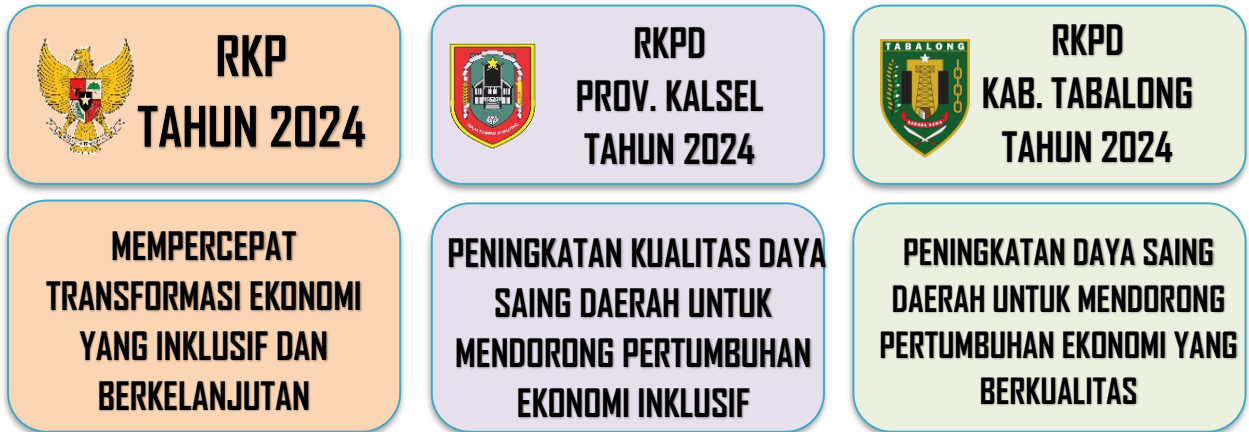 RKP
TAHUN 2024
RKPD
PROV. KALSEL
TAHUN 2024
TABALONG
RKPD
KAB. TABALONG
TAHUN 2024
MEMPERCEPAT
TRANSFORMASI EKONOMI
YANG INKLUSIF DAN
BERKELANJUTAN
PENINGKATAN KUALITAS DAYA
SAING DAERAH UNTUK
MENDORONG PERTUMBUHAN
EKONOMI INKLUSIF
PENINGKATAN DAYA SAING
DAERAH UNTUK MENDORONG
PERTUMBUHAN EKONOMI YANG
BERKUALITAS